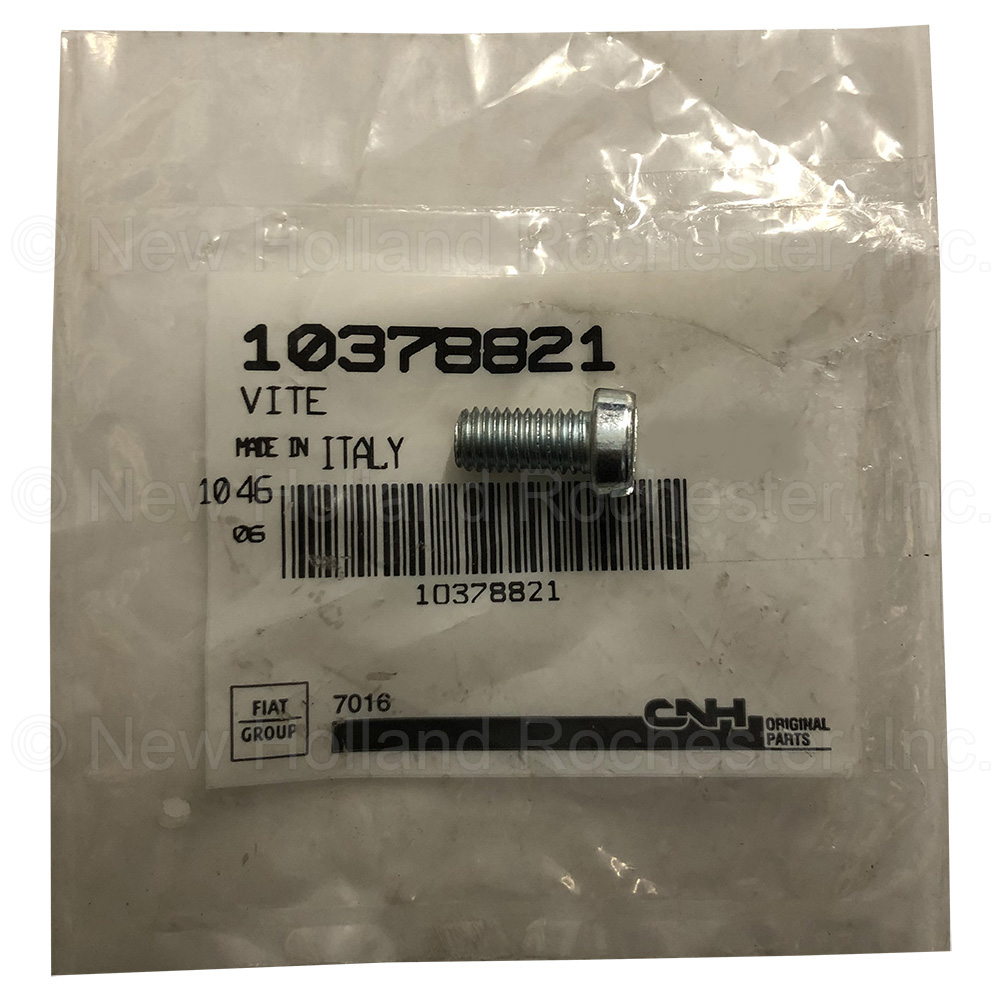 © New Holland Rochester, Inc.
10378821
VITE
MADE IN ITALY
10 46
© New Holland Rochester, Inc.
06
10378821
FIAT
GROUP
7016
CNH
ORIGINAL
PARTS
© New Holland Rochester, Inc.